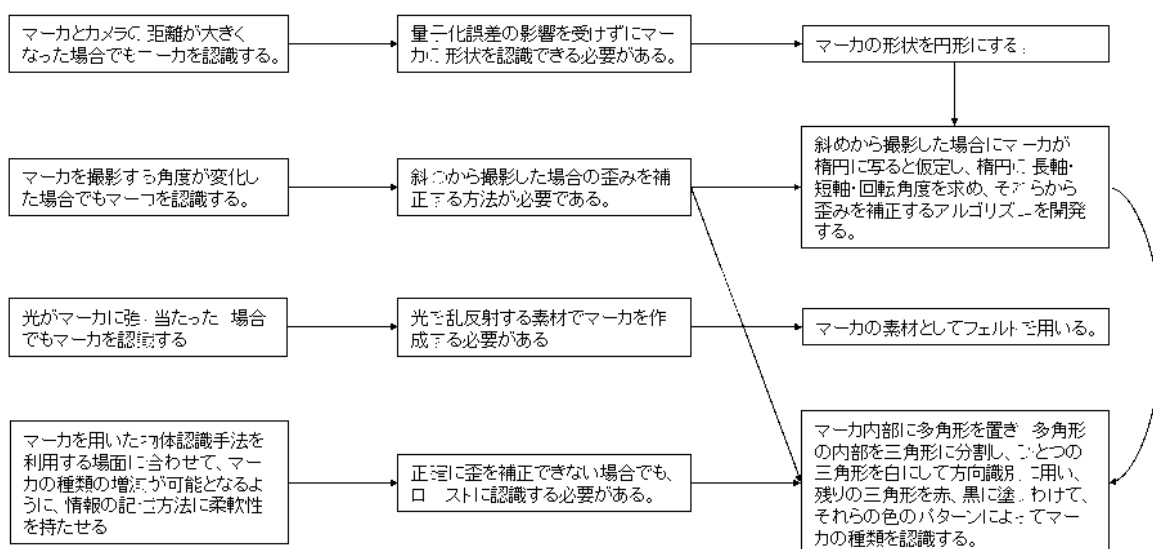 マーカとカメラの距離が大きく
なった場合でもマーカを認識する。
量子化誤差の影響を受けずにマー
カの形状を認識できる必要がある。
マーカの形状を円形にする。
マーカを撮影する角度が変化し
た場合でもマーカを認識する。
斜めから撮影した場合の歪みを補
正する方法が必要である。
斜めから撮影した場合にマーカが
楕円に写ると仮定し、楕円の長軸・
短軸・回転角度を求め、それらから
歪みを補正するアルゴリズムを開発
する。
光がマーカに強く当たった場合
でもマーカを認識する
光を乱反射する素材でマーカを作
成する必要がある
マーカの素材としてフェルトを用いる。
マーカを用いた物体認識手法を
利用する場面に合わせて、マー
カの種類の増減が可能となるよ
うに、情報の記述方法に柔軟性
を持たせる
正確に歪を補正できない場合でも、
ロバストに認識する必要がある。
マーカ内部に多角形を置き、多角形
の内部を三角形に分割し、ひとつの
三角形を白にして方向識別に用い、
残りの三角形を赤、黒に塗りわけて、
それらの色のパターンによってマー
カの種類を認識する。